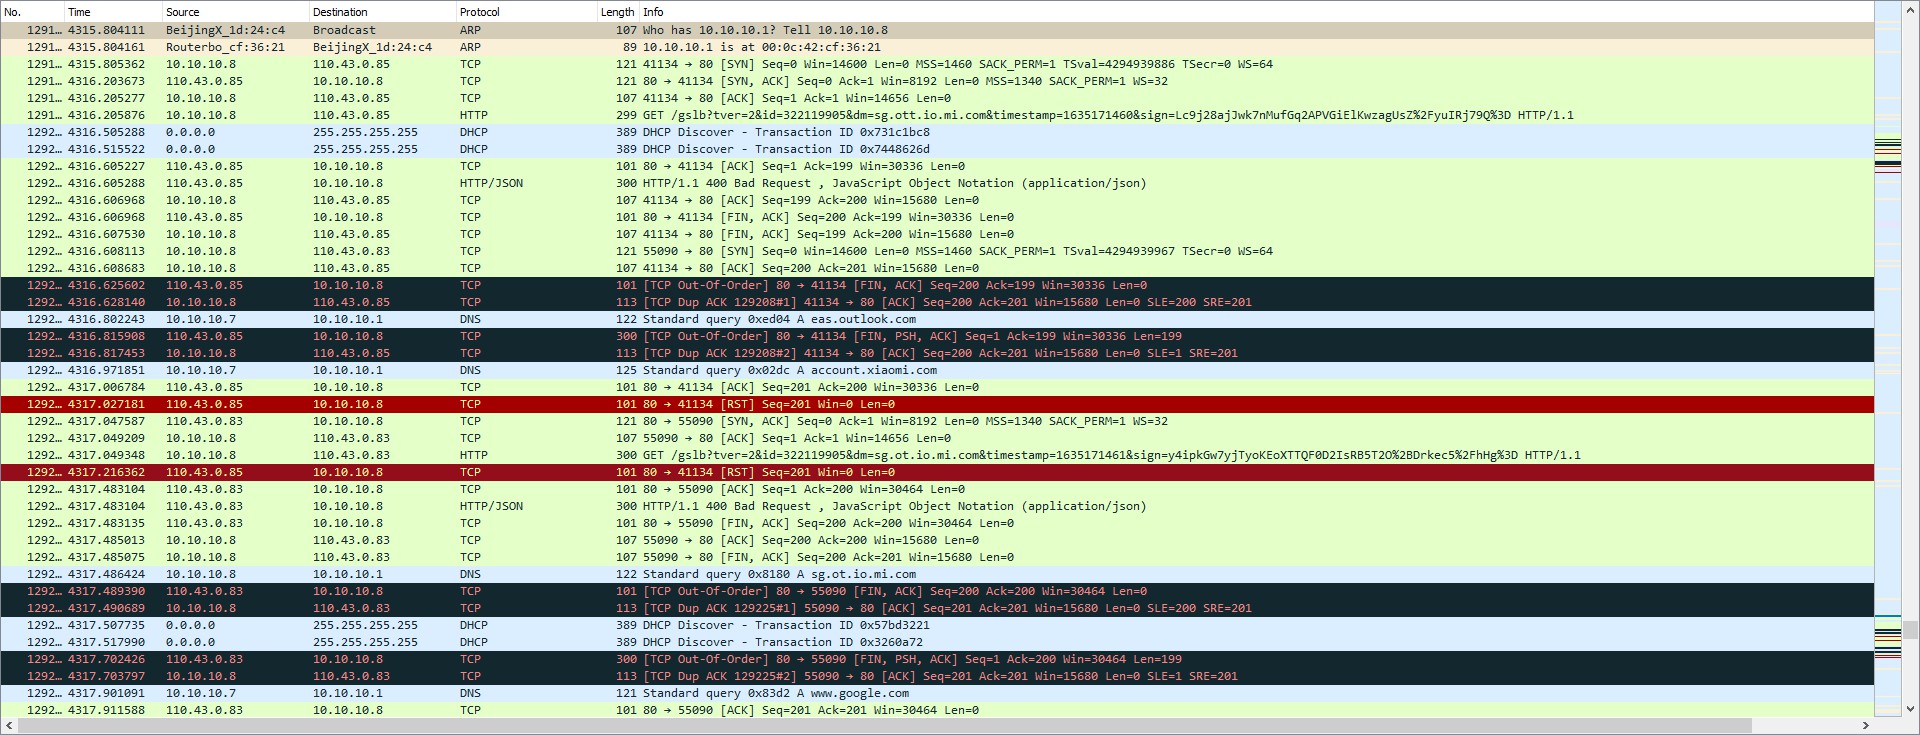 No. Time Source Destination Protocol Length Info
1291… 4315.804111 BeijingX_1d:24:c4 Broadcast ARP 107 Who has 10.10.10.1? Tell 10.10.10.8
1291… 4315.804161 Routerbo_cf:36:21 BeijingX_1d:24:c4 ARP 89 10.10.10.1 is at 00:0c:42:cf:36:21
1291… 4315.805362 10.10.10.8 110.43.0.85 TCP 121 41134 → 80 [SYN] Seq=0 Win=14600 Len=0 MSS=1460 SACK_PERM=1 TSval=4294939886 TSecr=0 WS=64
1291… 4316.203673 110.43.0.85 10.10.10.8 TCP 121 80 → 41134 [SYN, ACK] Seq=0 Ack=1 Win=8192 Len=0 MSS=1340 SACK_PERM=1 WS=32
1291… 4316.205277 10.10.10.8 110.43.0.85 TCP 107 41134 → 80 [ACK] Seq=1 Ack=1 Win=14656 Len=0
1291… 4316.205876 10.10.10.8 110.43.0.85 HTTP 299 GET /gslb?tver=2&id=322119905&dm=sg.ott.io.mi.com&timestamp=1635171460&sign=Lc9j28ajJwk7nMufGq2APVGiElKwzagUsZ%2FyuIRj79Q%3D HTTP/1.1
1292… 4316.505288 0.0.0.0 255.255.255.255 DHCP 389 DHCP Discover - Transaction ID 0x731c1bc8
1292… 4316.515522 0.0.0.0 255.255.255.255 DHCP 389 DHCP Discover - Transaction ID 0x7448626d
1292… 4316.605227 110.43.0.85 10.10.10.8 TCP 101 80 → 41134 [ACK] Seq=1 Ack=199 Win=30336 Len=0
1292… 4316.605288 110.43.0.85 10.10.10.8 HTTP/JSON 300 HTTP/1.1 400 Bad Request , JavaScript Object Notation (application/json)
1292… 4316.606968 10.10.10.8 110.43.0.85 TCP 107 41134 → 80 [ACK] Seq=199 Ack=200 Win=15680 Len=0
1292… 4316.606968 110.43.0.85 10.10.10.8 TCP 101 80 → 41134 [FIN, ACK] Seq=200 Ack=199 Win=30336 Len=0
1292… 4316.607530 10.10.10.8 110.43.0.85 TCP 107 41134 → 80 [FIN, ACK] Seq=199 Ack=200 Win=15680 Len=0
1292… 4316.608113 10.10.10.8 110.43.0.83 TCP 121 55090 → 80 [SYN] Seq=0 Win=14600 Len=0 MSS=1460 SACK_PERM=1 TSval=4294939967 TSecr=0 WS=64
1292… 4316.608683 10.10.10.8 110.43.0.85 TCP 107 41134 → 80 [ACK] Seq=200 Ack=201 Win=15680 Len=0
1292… 4316.625602 110.43.0.85 10.10.10.8 TCP 101 [TCP Out-Of-Order] 80 → 41134 [FIN, ACK] Seq=200 Ack=199 Win=30336 Len=0
1292… 4316.628140 10.10.10.8 110.43.0.85 TCP 113 [TCP Dup ACK 129208#1] 41134 → 80 [ACK] Seq=200 Ack=201 Win=15680 Len=0 SLE=200 SRE=201
1292… 4316.802243 10.10.10.7 10.10.10.1 DNS 122 Standard query 0xed04 A eas.outlook.com
1292… 4316.815908 110.43.0.85 10.10.10.8 TCP 300 [TCP Out-Of-Order] 80 → 41134 [FIN, PSH, ACK] Seq=1 Ack=199 Win=30336 Len=199
1292… 4316.817453 10.10.10.8 110.43.0.85 TCP 113 [TCP Dup ACK 129208#2] 41134 → 80 [ACK] Seq=200 Ack=201 Win=15680 Len=0 SLE=1 SRE=201
1292… 4316.971851 10.10.10.7 10.10.10.1 DNS 125 Standard query 0x02dc A account.xiaomi.com
1292… 4317.006784 110.43.0.85 10.10.10.8 TCP 101 80 → 41134 [ACK] Seq=201 Ack=200 Win=30336 Len=0
1292… 4317.027181 110.43.0.85 10.10.10.8 TCP 101 80 → 41134 [RST] Seq=201 Win=0 Len=0
1292… 4317.047587 110.43.0.83 10.10.10.8 TCP 121 80 → 55090 [SYN, ACK] Seq=0 Ack=1 Win=8192 Len=0 MSS=1340 SACK_PERM=1 WS=32
1292… 4317.049209 10.10.10.8 110.43.0.83 TCP 107 55090 → 80 [ACK] Seq=1 Ack=1 Win=14656 Len=0
1292… 4317.049348 10.10.10.8 110.43.0.83 HTTP 300 GET /gslb?tver=2&id=322119905&dm=sg.ot.io.mi.com&timestamp=1635171461&sign=y4ipkGw7yjTyoKEoXTTQF0D2IsRB5T2O%2BDrkec5%2FhHg%3D HTTP/1.1
1292… 4317.216362 110.43.0.85 10.10.10.8 TCP 101 80 → 41134 [RST] Seq=201 Win=0 Len=0
1292… 4317.483104 110.43.0.83 10.10.10.8 TCP 101 80 → 55090 [ACK] Seq=1 Ack=200 Win=30464 Len=0
1292… 4317.483104 110.43.0.83 10.10.10.8 HTTP/JSON 300 HTTP/1.1 400 Bad Request , JavaScript Object Notation (application/json)
1292… 4317.483135 110.43.0.83 10.10.10.8 TCP 101 80 → 55090 [FIN, ACK] Seq=200 Ack=200 Win=30464 Len=0
1292… 4317.485013 10.10.10.8 110.43.0.83 TCP 107 55090 → 80 [ACK] Seq=200 Ack=200 Win=15680 Len=0
1292… 4317.485075 10.10.10.8 110.43.0.83 TCP 107 55090 → 80 [FIN, ACK] Seq=200 Ack=201 Win=15680 Len=0
1292… 4317.486424 10.10.10.8 10.10.10.1 DNS 122 Standard query 0x8180 A sg.ot.io.mi.com
1292… 4317.489390 110.43.0.83 10.10.10.8 TCP 101 [TCP Out-Of-Order] 80 → 55090 [FIN, ACK] Seq=200 Ack=200 Win=30464 Len=0
1292… 4317.490689 10.10.10.8 110.43.0.83 TCP 113 [TCP Dup ACK 129225#1] 55090 → 80 [ACK] Seq=201 Ack=201 Win=15680 Len=0 SLE=200 SRE=201
1292… 4317.507735 0.0.0.0 255.255.255.255 DHCP 389 DHCP Discover - Transaction ID 0x57bd3221
1292… 4317.517990 0.0.0.0 255.255.255.255 DHCP 389 DHCP Discover - Transaction ID 0x3260a72
1292… 4317.702426 110.43.0.83 10.10.10.8 TCP 300 [TCP Out-Of-Order] 80 → 55090 [FIN, PSH, ACK] Seq=1 Ack=200 Win=30464 Len=199
1292… 4317.703797 10.10.10.8 110.43.0.83 TCP 113 [TCP Dup ACK 129225#2] 55090 → 80 [ACK] Seq=201 Ack=201 Win=15680 Len=0 SLE=1 SRE=201
1292… 4317.901091 10.10.10.7 10.10.10.1 DNS 121 Standard query 0x83d2 A www.google.com
1292… 4317.911588 110.43.0.83 10.10.10.8 TCP 101 80 → 55090 [ACK] Seq=201 Ack=201 Win=30464 Len=0